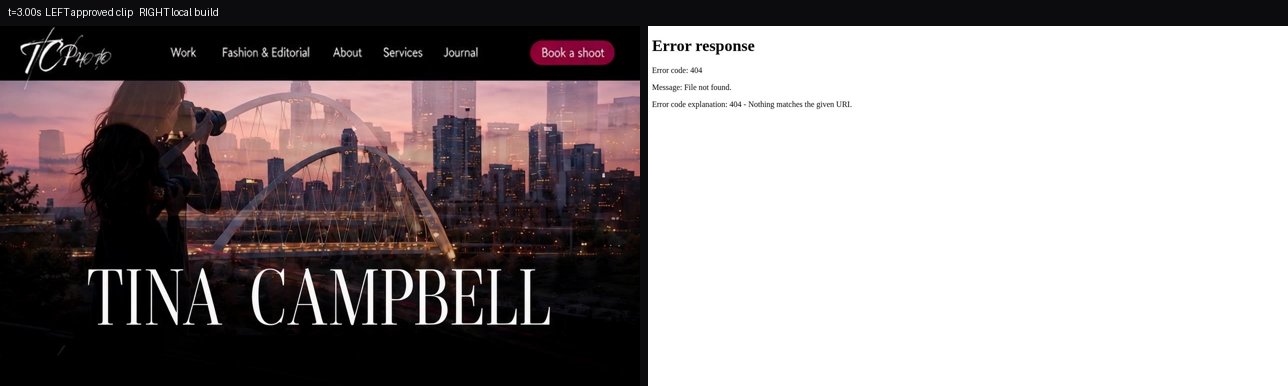 t=3.00s LEFT approved clip RIGHT local build
TCPhoto
Work Fashion & Editorial About Services Journal Book a shoot
TINA CAMPBELL
Error response
Error code: 404
Message: File not found.
Error code explanation: 404 - Nothing matches the given URI.